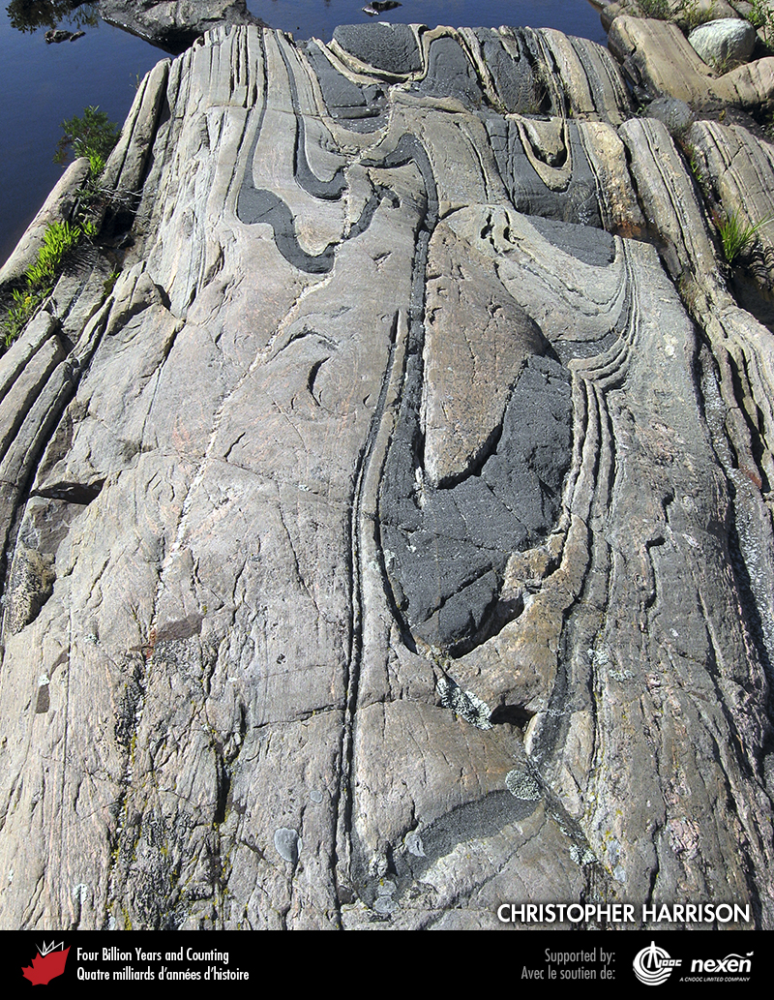 CHRISTOPHER HARRISON
Four Billion Years and Counting
Quatre milliards d'années d'histoire
Supported by:
Avec le soutien de:
CNOOC
nexen
A CNOOC LIMITED COMPANY